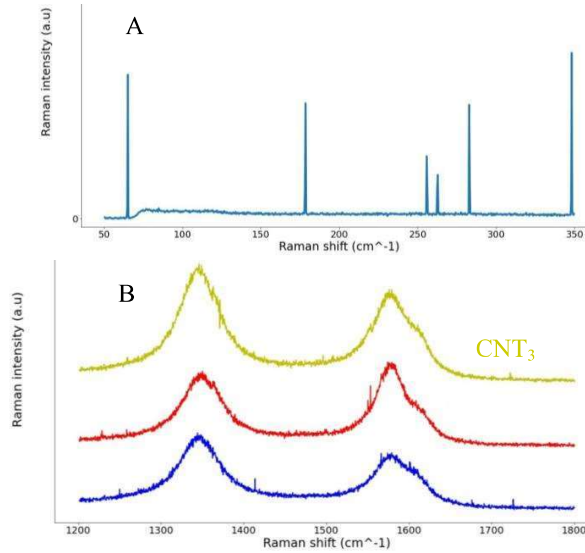 A
Raman intensity (a.u)
0
50 100 150 200 250 300 350
Raman shift (cm^-1)
B
Raman intensity (a.u)
CNT3
1200 1300 1400 1500 1600 1700 1800
Raman shift (cm^-1)